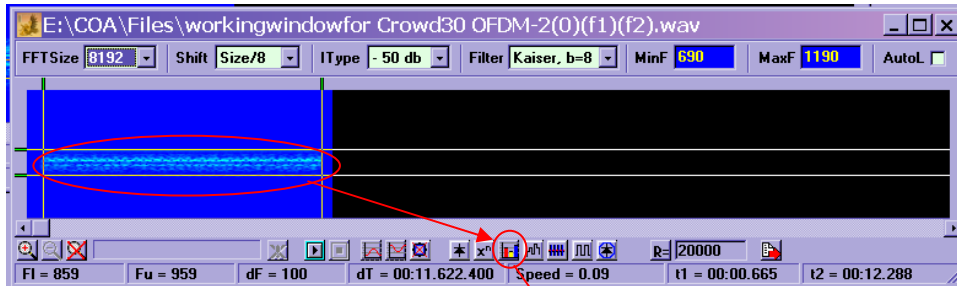 E:\COA\Files\workingwindowfor Crowd30 OFDM-2(0)(f1)(f2).wav
FFTSize 8192 Shift Size/8 IType - 50 db Filter Kaiser, b=8 MinF 690 MaxF 1190 AutoL
xⁿ R= 20000
Fl = 859 Fu = 959 dF = 100 dT = 00:11.622.400 Speed = 0.09 t1 = 00:00.665 t2 = 00:12.288